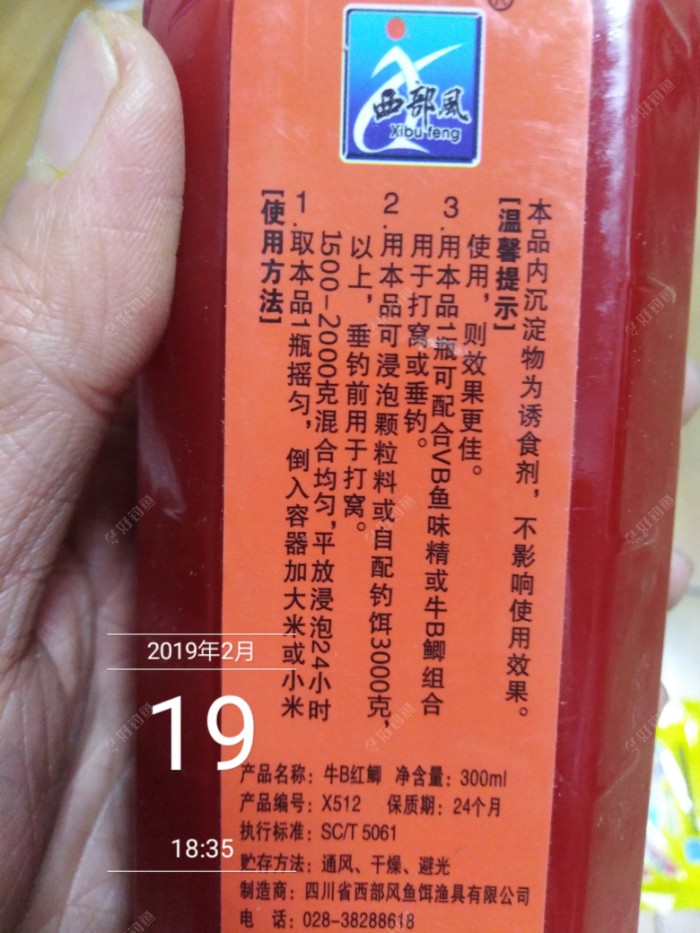 ®
西部風
Xibu feng
[使用方法]
1.取本品1瓶摇匀，倒入容器加大米或小米
1500-2000克混合均匀,平放浸泡24小时
以上，垂钓前用于打窝。
2.用本品可浸泡颗粒料或自配钓饵3000克，
用于打窝或垂钓。
3.用本品1瓶可配合VB鱼味精或牛B鲫组合
使用，则效果更佳。
[温馨提示]
本品内沉淀物为诱食剂，不影响使用效果。
2019年2月
19
18:35
产品名称：牛B红鲫 净含量：300ml
产品编号：X512 保质期：24个月
执行标准：SC/T 5061
贮存方法：通风、干燥、避光
制造商：四川省西部风鱼饵渔具有限公司
电 话：028-38288618
好钓鱼